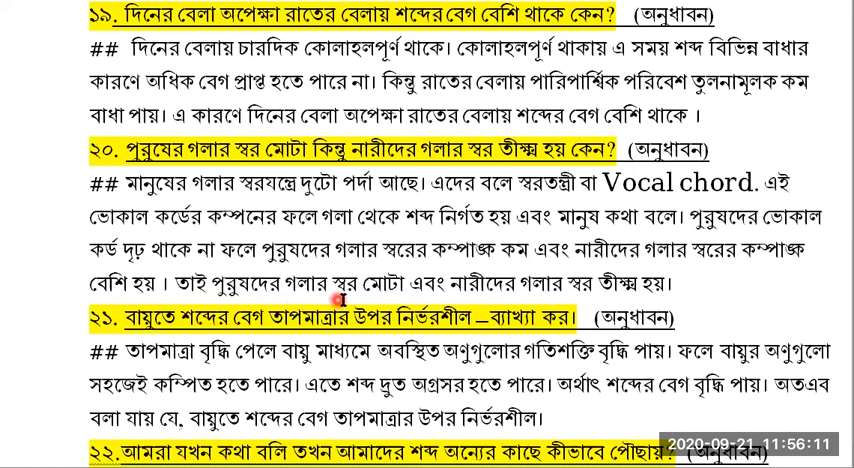 ১৯. দিনের বেলা অপেক্ষা রাতের বেলায় শব্দের বেগ বেশি থাকে কেন? (অনুধাবন)
## দিনের বেলায় চারদিক কোলাহলপূর্ণ থাকে। কোলাহলপূর্ণ থাকায় এ সময় শব্দ বিভিন্ন বাধার
কারণে অধিক বেগ প্রাপ্ত হতে পারে না। কিন্তু রাতের বেলায় পারিপার্শ্বিক পরিবেশ তুলনামূলক কম
বাধা পায়। এ কারণে দিনের বেলা অপেক্ষা রাতের বেলায় শব্দের বেগ বেশি থাকে ।
২০. পুরুষের গলার স্বর মোটা কিন্তু নারীদের গলার স্বর তীক্ষ্ম হয় কেন? (অনুধাবন)
## মানুষের গলার স্বরযন্ত্রে দুটো পর্দা আছে। এদের বলে স্বরতন্ত্রী বা Vocal chord. এই
ভোকাল কর্ডের কম্পনের ফলে গলা থেকে শব্দ নির্গত হয় এবং মানুষ কথা বলে। পুরুষদের ভোকাল
কর্ড দৃঢ় থাকে না ফলে পুরুষদের গলার স্বরের কম্পাঙ্ক কম এবং নারীদের গলার স্বরের কম্পাঙ্ক
বেশি হয় । তাই পুরুষদের গলার স্বর মোটা এবং নারীদের গলার স্বর তীক্ষ্ম হয়।
২১. বায়ুতে শব্দের বেগ তাপমাত্রার উপর নির্ভরশীল –ব্যাখ্যা কর। (অনুধাবন)
## তাপমাত্রা বৃদ্ধি পেলে বায়ু মাধ্যমে অবস্থিত অণুগুলোর গতিশক্তি বৃদ্ধি পায়। ফলে বায়ুর অণুগুলো
সহজেই কম্পিত হতে পারে। এতে শব্দ দ্রুত অগ্রসর হতে পারে। অর্থাৎ শব্দের বেগ বৃদ্ধি পায়। অতএব
বলা যায় যে, বায়ুতে শব্দের বেগ তাপমাত্রার উপর নির্ভরশীল।
২২.আমরা যখন কথা বলি তখন আমাদের শব্দ অন্যের কাছে কীভাবে পৌছায়? (অনুধাবন)
2020-09-21 11:56:11